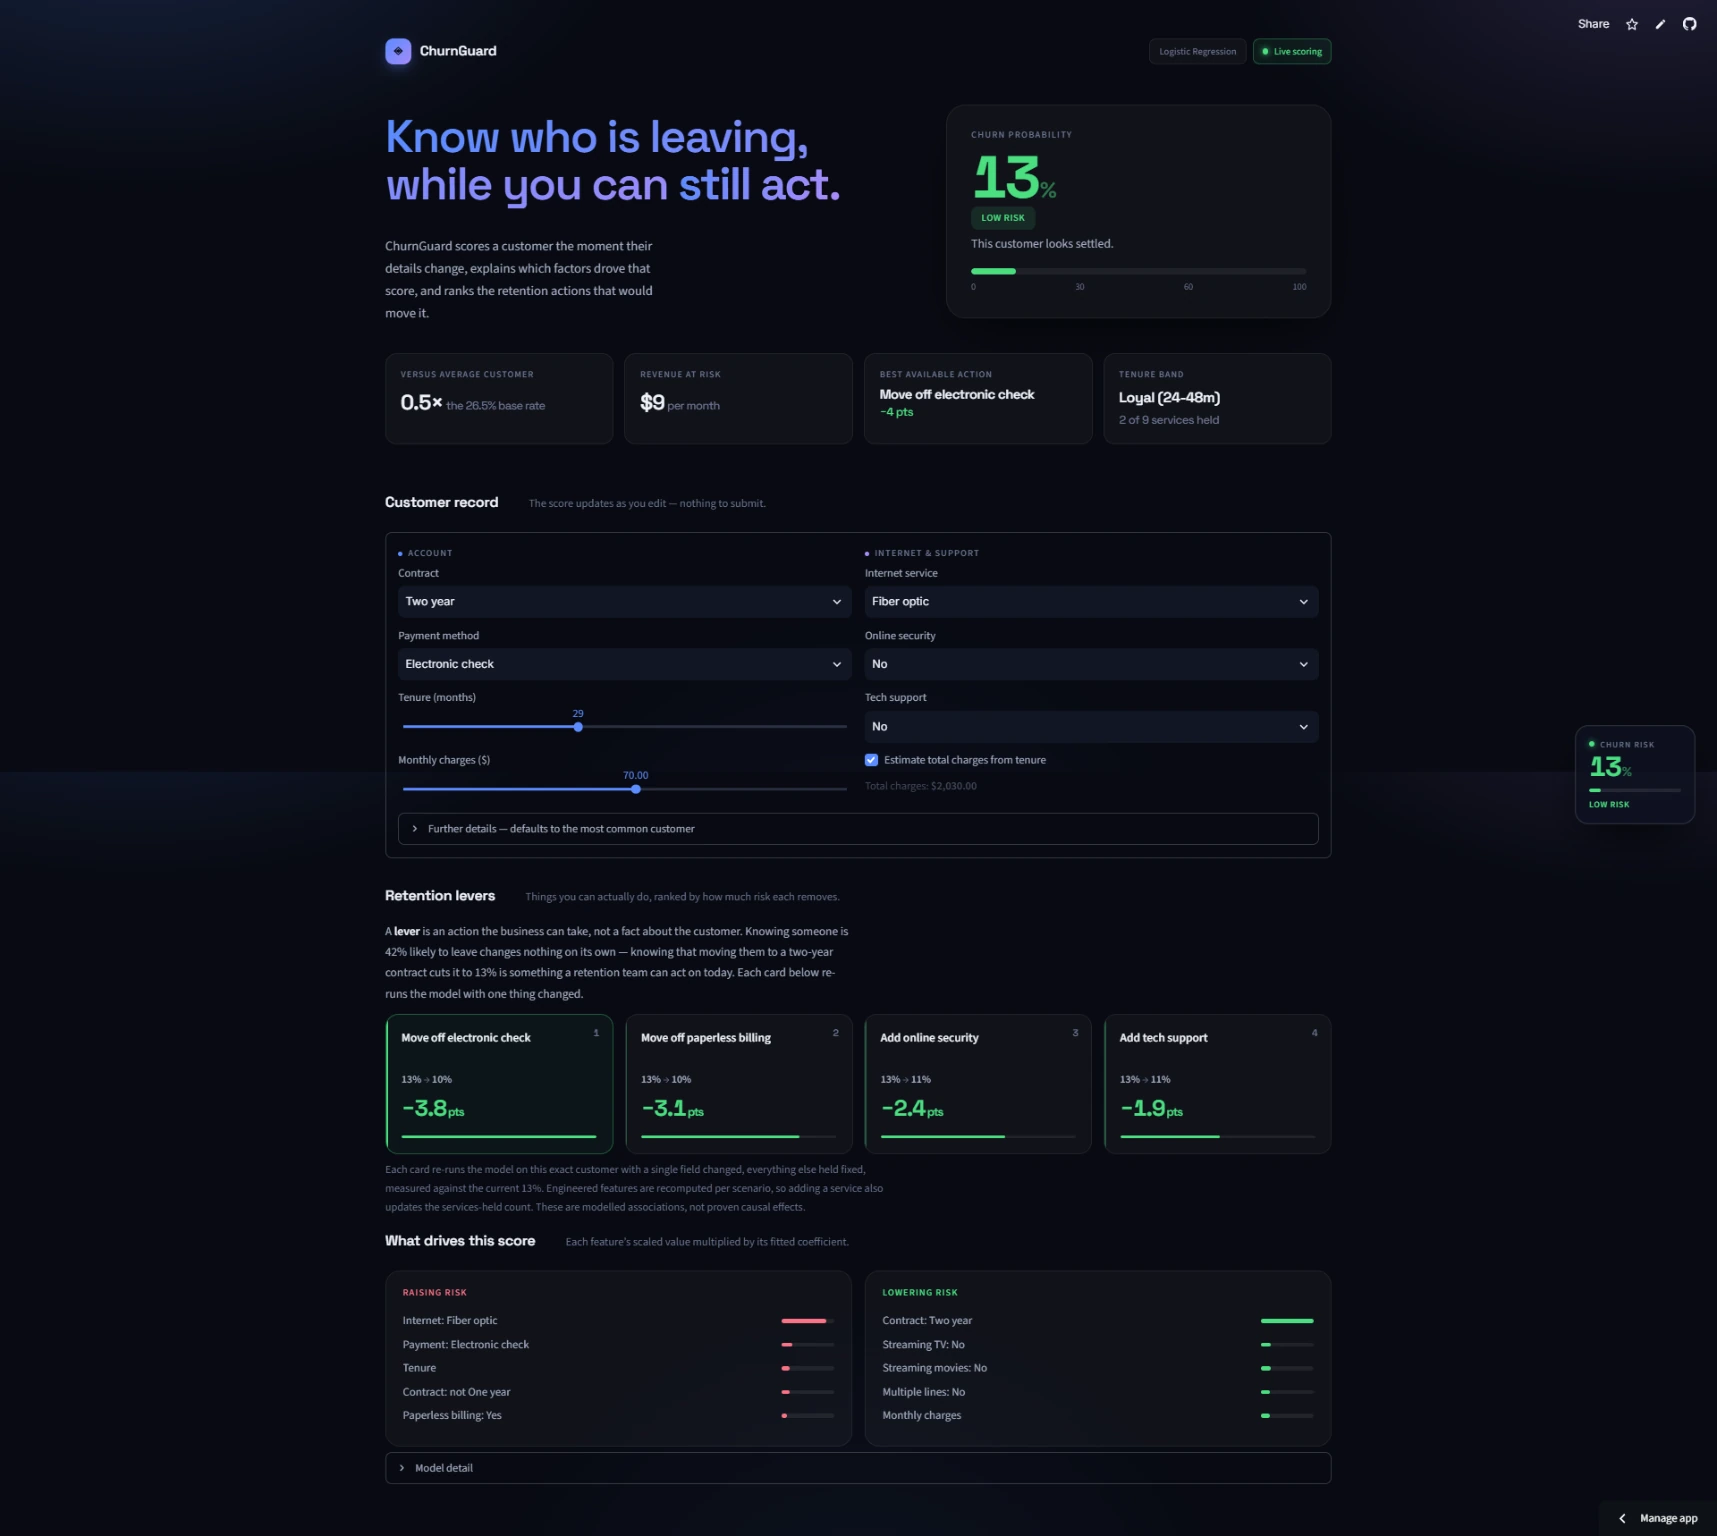 Share
ChurnGuard
Logistic Regression
Live scoring
Know who is leaving,
while you can still act.
ChurnGuard scores a customer the moment their
details change, explains which factors drove that
score, and ranks the retention actions that would
move it.
CHURN PROBABILITY
13%
LOW RISK
This customer looks settled.
0 30 60 100
VERSUS AVERAGE CUSTOMER
0.5× the 26.5% base rate
REVENUE AT RISK
$9 per month
BEST AVAILABLE ACTION
Move off electronic check
−4 pts
TENURE BAND
Loyal (24-48m)
2 of 9 services held
Customer record
The score updates as you edit — nothing to submit.
ACCOUNT
Contract
Two year
Payment method
Electronic check
Tenure (months)
29
Monthly charges ($)
70.00
INTERNET & SUPPORT
Internet service
Fiber optic
Online security
No
Tech support
No
Estimate total charges from tenure
Total charges: $2,030.00
Further details — defaults to the most common customer
CHURN RISK
13%
LOW RISK
Retention levers
Things you can actually do, ranked by how much risk each removes.
A lever is an action the business can take, not a fact about the customer. Knowing someone is
42% likely to leave changes nothing on its own — knowing that moving them to a two-year
contract cuts it to 13% is something a retention team can act on today. Each card below re-
runs the model with one thing changed.
Move off electronic check 1
13% → 10%
−3.8 pts
Move off paperless billing 2
13% → 10%
−3.1 pts
Add online security 3
13% → 11%
−2.4 pts
Add tech support 4
13% → 11%
−1.9 pts
Each card re-runs the model on this exact customer with a single field changed, everything else held fixed,
measured against the current 13%. Engineered features are recomputed per scenario, so adding a service also
updates the services-held count. These are modelled associations, not proven causal effects.
What drives this score
Each feature's scaled value multiplied by its fitted coefficient.
RAISING RISK
Internet: Fiber optic
Payment: Electronic check
Tenure
Contract: not One year
Paperless billing: Yes
LOWERING RISK
Contract: Two year
Streaming TV: No
Streaming movies: No
Multiple lines: No
Monthly charges
Model detail
Manage app